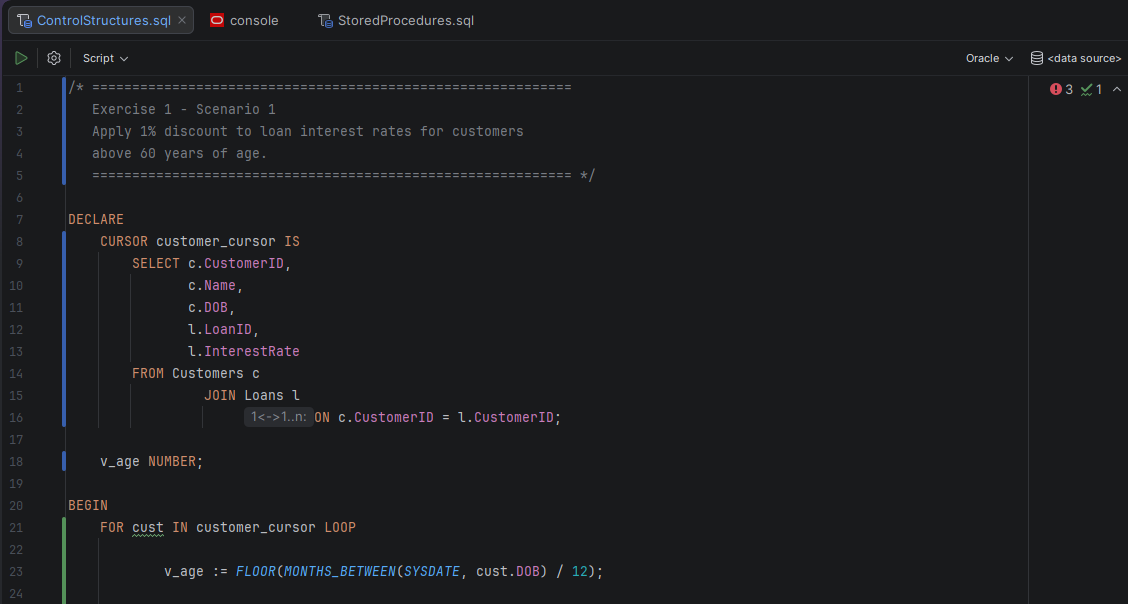 ControlStructures.sql console StoredProcedures.sql
Script Oracle <data source>
1 /* ============================================================ 3 1
2 Exercise 1 - Scenario 1
3 Apply 1% discount to loan interest rates for customers
4 above 60 years of age.
5 ============================================================ */
6
7 DECLARE
8 CURSOR customer_cursor IS
9 SELECT c.CustomerID,
10 c.Name,
11 c.DOB,
12 l.LoanID,
13 l.InterestRate
14 FROM Customers c
15 JOIN Loans l
16 1<->1..n: ON c.CustomerID = l.CustomerID;
17
18 v_age NUMBER;
19
20 BEGIN
21 FOR cust IN customer_cursor LOOP
22
23 v_age := FLOOR(MONTHS_BETWEEN(SYSDATE, cust.DOB) / 12);
24